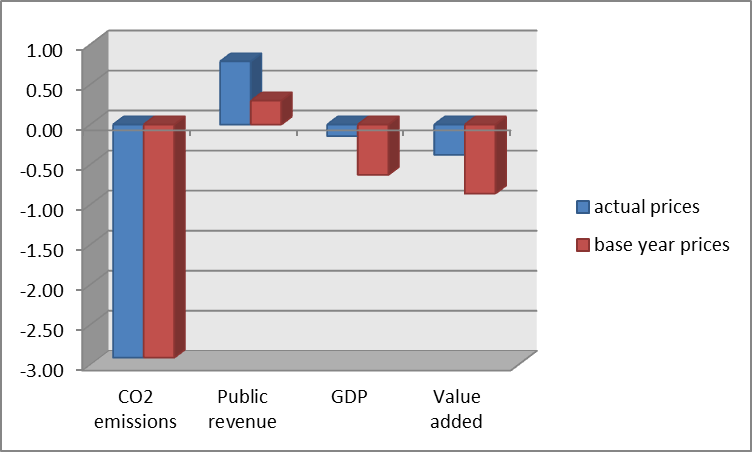 1.00
0.50
0.00
-0.50
-1.00
-1.50
-2.00
-2.50
-3.00
CO2
emissions
Public
revenue
GDP
Value
added
actual prices
base year prices